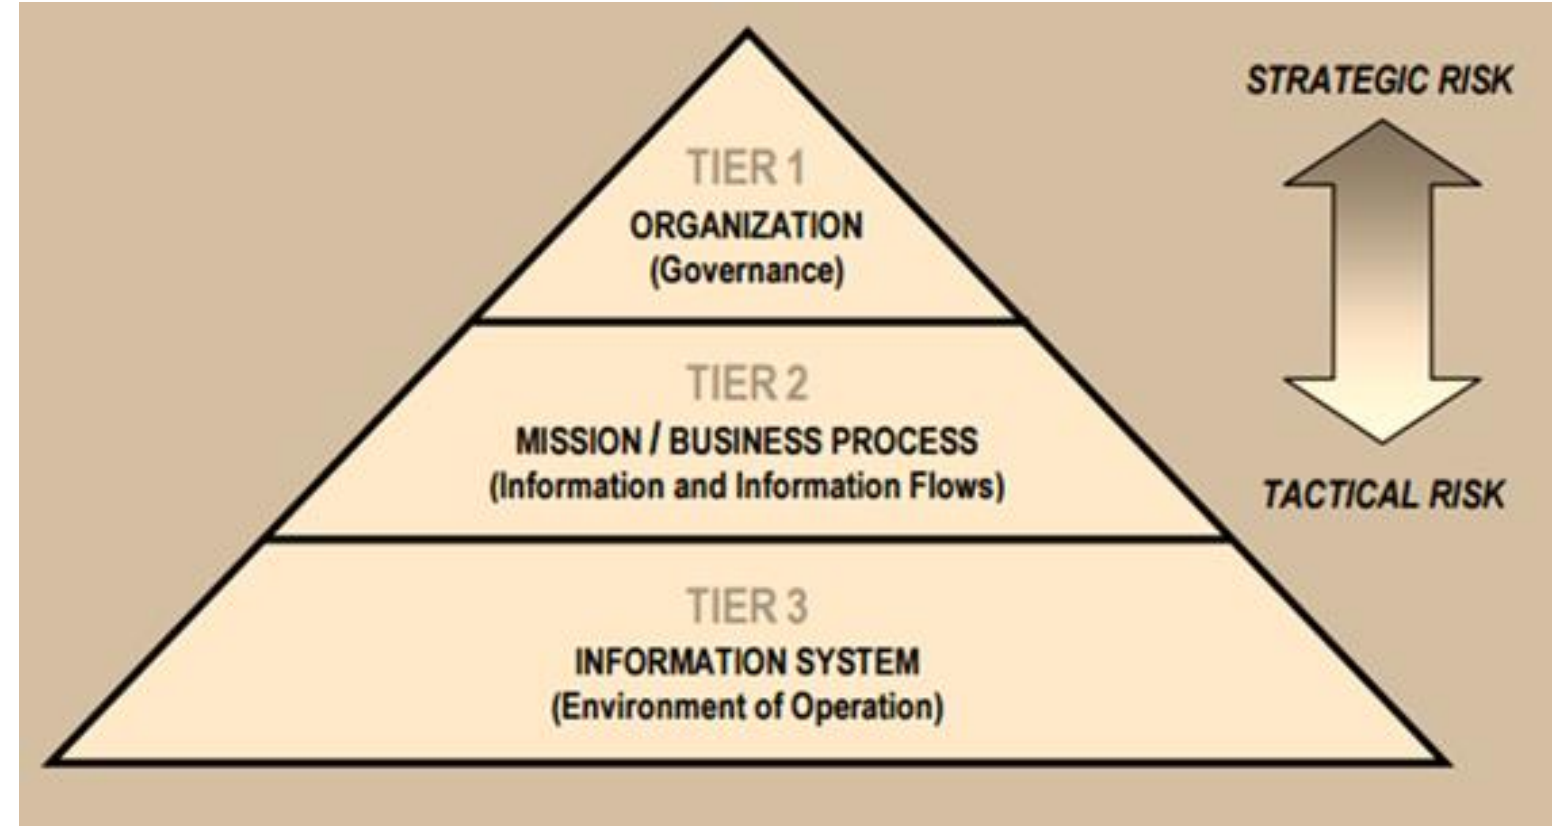 STRATEGIC RISK
TIER 1
ORGANIZATION
(Governance)
TIER 2
MISSION / BUSINESS PROCESS
(Information and Information Flows)
TACTICAL RISK
TIER 3
INFORMATION SYSTEM
(Environment of Operation)